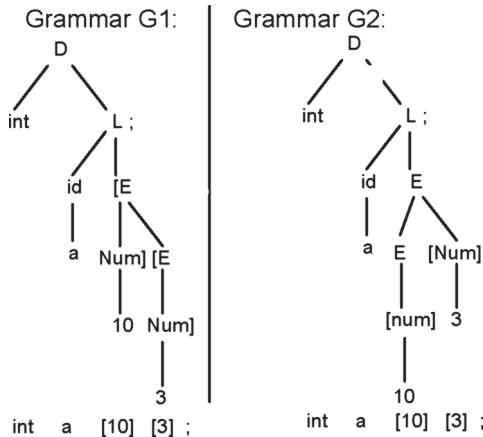 Grammar G1: Grammar G2:
D D
int L ; int L ;
id [E id E
a Num] [E a E [Num]
10 Num] [num] 3
3 10
int a [10] [3] ; int a [10] [3] ;